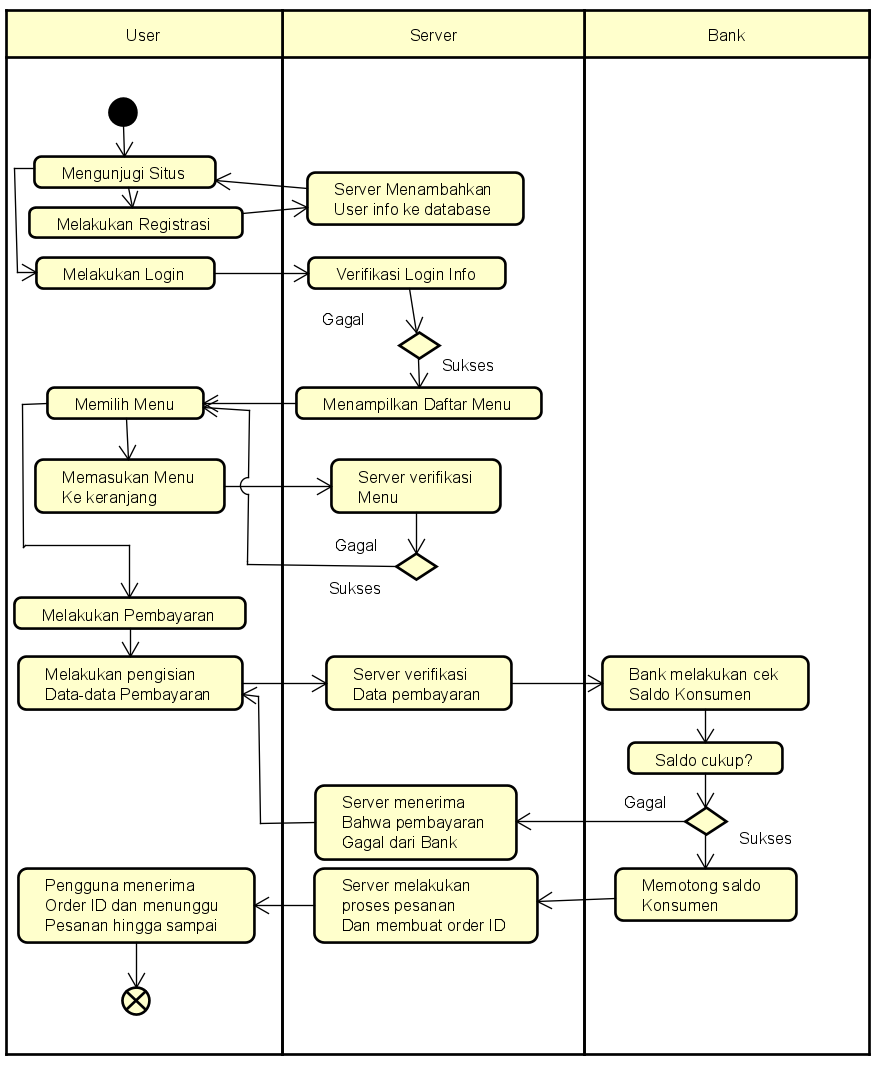 User
Server
Bank
Mengunjugi Situs
Server Menambahkan
User info ke database
Melakukan Registrasi
Melakukan Login
Verifikasi Login Info
Gagal
Sukses
Memilih Menu
Menampilkan Daftar Menu
Memasukan Menu
Ke keranjang
Server verifikasi
Menu
Gagal
Sukses
Melakukan Pembayaran
Melakukan pengisian
Data-data Pembayaran
Server verifikasi
Data pembayaran
Bank melakukan cek
Saldo Konsumen
Saldo cukup?
Gagal
Server menerima
Bahwa pembayaran
Gagal dari Bank
Sukses
Pengguna menerima
Order ID dan menunggu
Pesanan hingga sampai
Server melakukan
proses pesanan
Dan membuat order ID
Memotong saldo
Konsumen